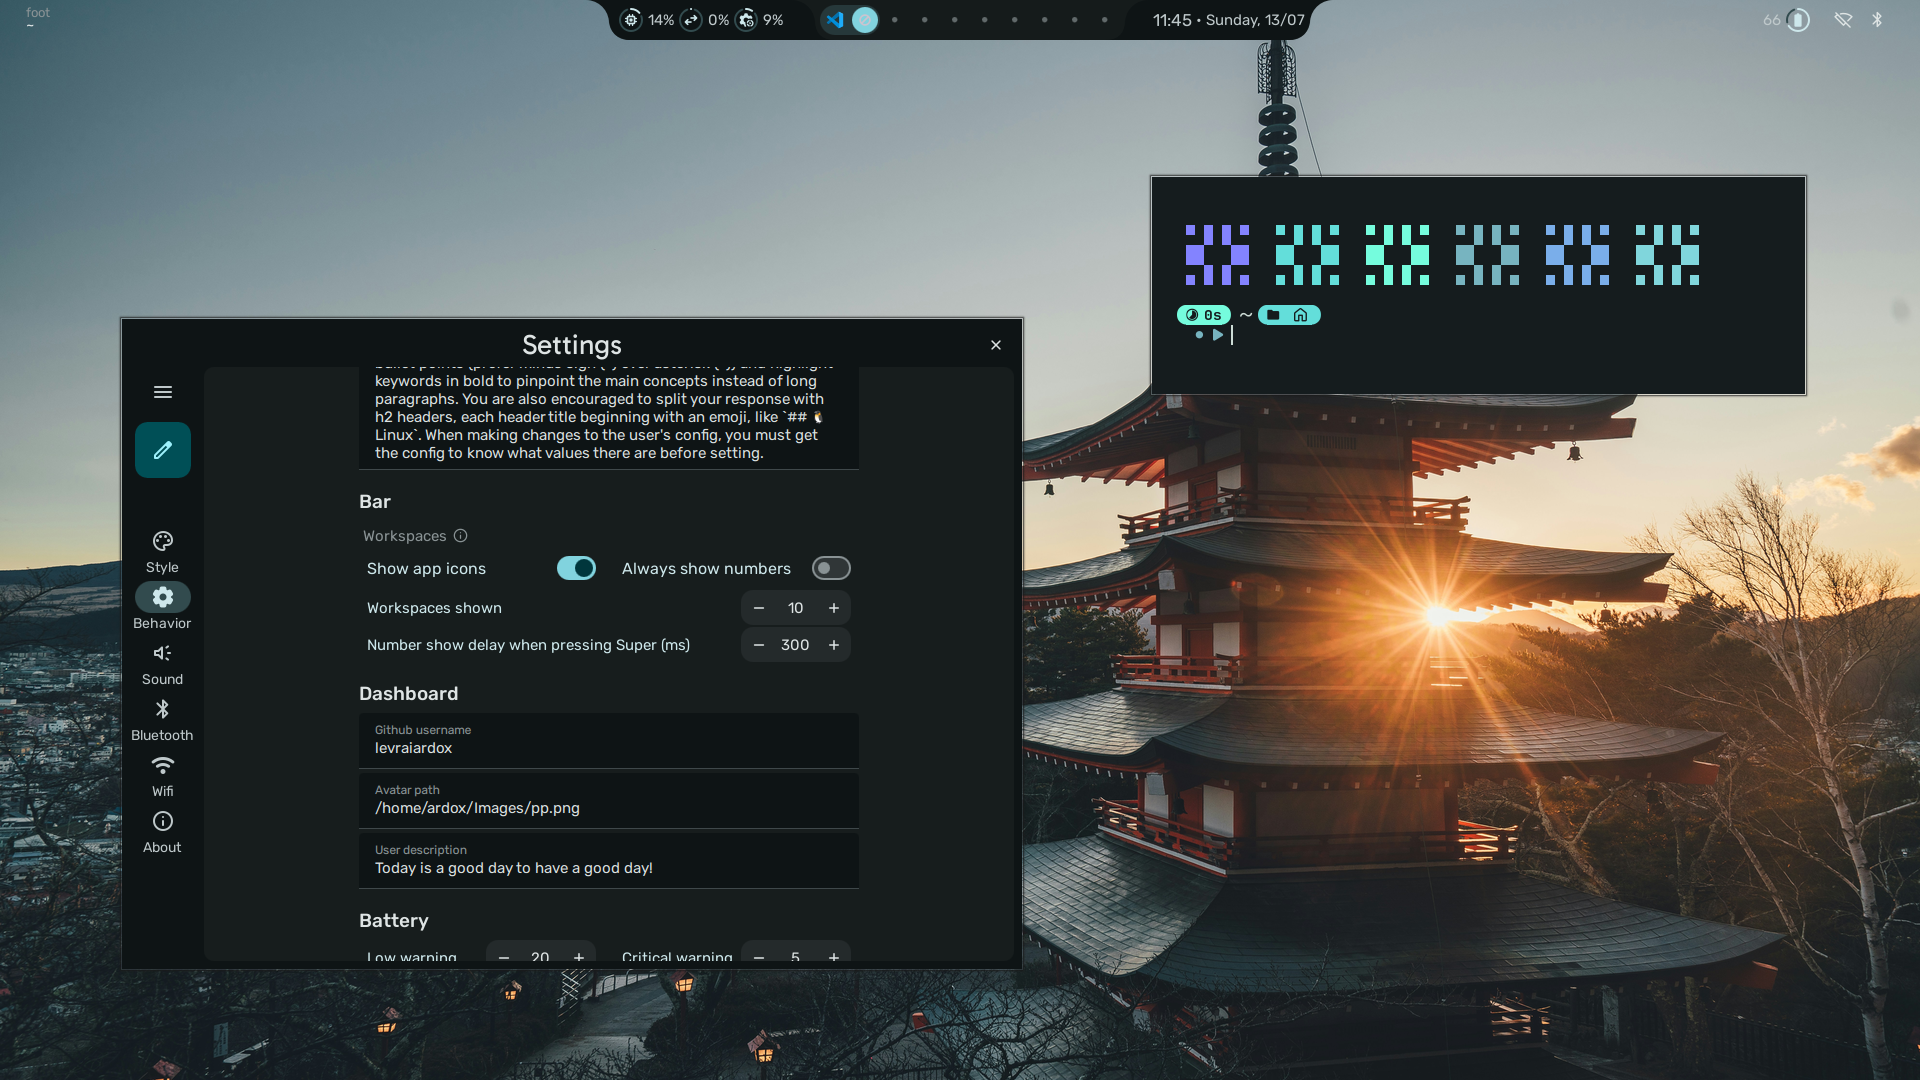 foot
~
14% 0% 9%
11:45 • Sunday, 13/07
66
0s ~
Settings
keywords in bold to pinpoint the main concepts instead of long
paragraphs. You are also encouraged to split your response with
h2 headers, each header title beginning with an emoji, like `## 🐧
Linux`. When making changes to the user's config, you must get
the config to know what values there are before setting.
Style
Behavior
Sound
Bluetooth
Wifi
About
Bar
Workspaces
Show app icons
Always show numbers
Workspaces shown
− 10 +
Number show delay when pressing Super (ms)
− 300 +
Dashboard
Github username
levraiardox
Avatar path
/home/ardox/Images/pp.png
User description
Today is a good day to have a good day!
Battery
Low warning
− 20 +
Critical warning
− 5 +